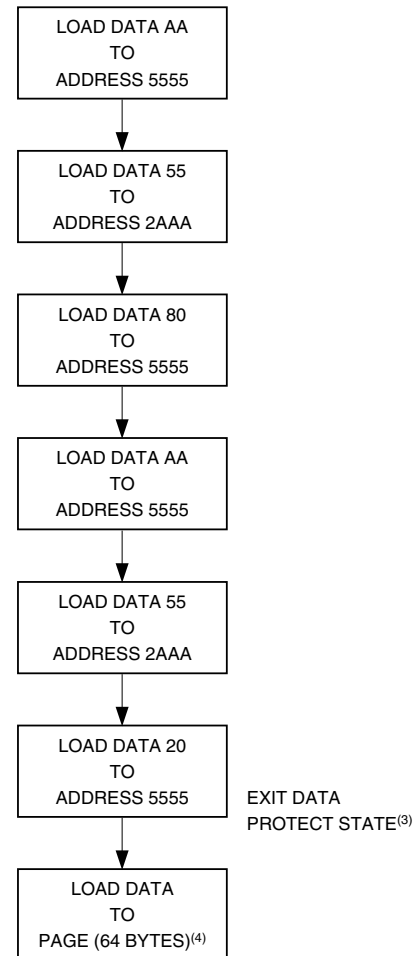 LOAD DATA AA
TO
ADDRESS 5555
LOAD DATA 55
TO
ADDRESS 2AAA
LOAD DATA 80
TO
ADDRESS 5555
LOAD DATA AA
TO
ADDRESS 5555
LOAD DATA 55
TO
ADDRESS 2AAA
LOAD DATA 20
TO
ADDRESS 5555
EXIT DATA
PROTECT STATE(3)
LOAD DATA
TO
PAGE (64 BYTES)(4)